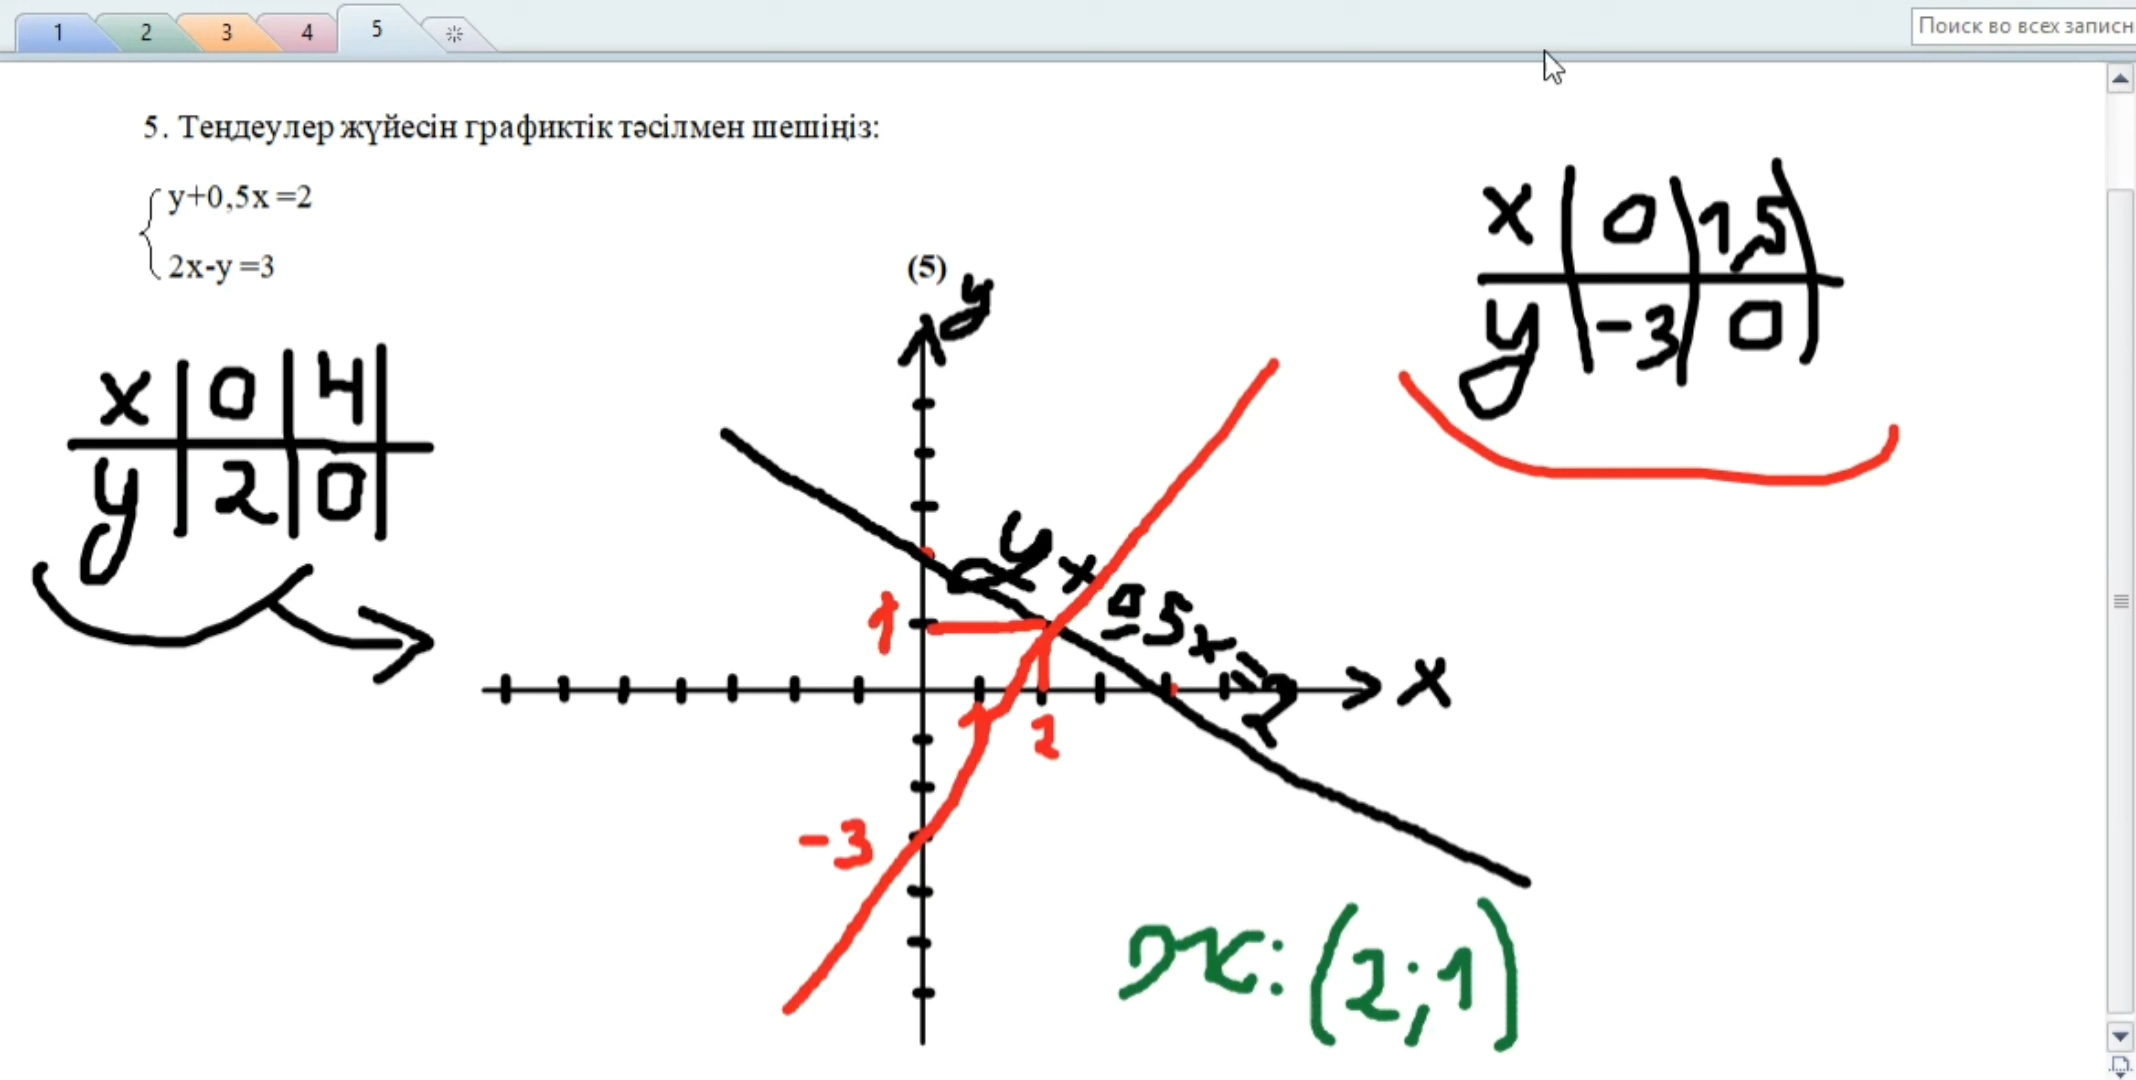 1 2 3 4 5
Поиск во всех записн
5. Теңдеулер жүйесін графиктік тәсілмен шешіңіз:
y+0,5x =2
2x-y =3
(5)
x | 0 | 4
y | 2 | 0
x | 0 | 1,5
y | -3 | 0
y
y + 0,5x = 2
1
x
1 2
-3
Ж: (2; 1)